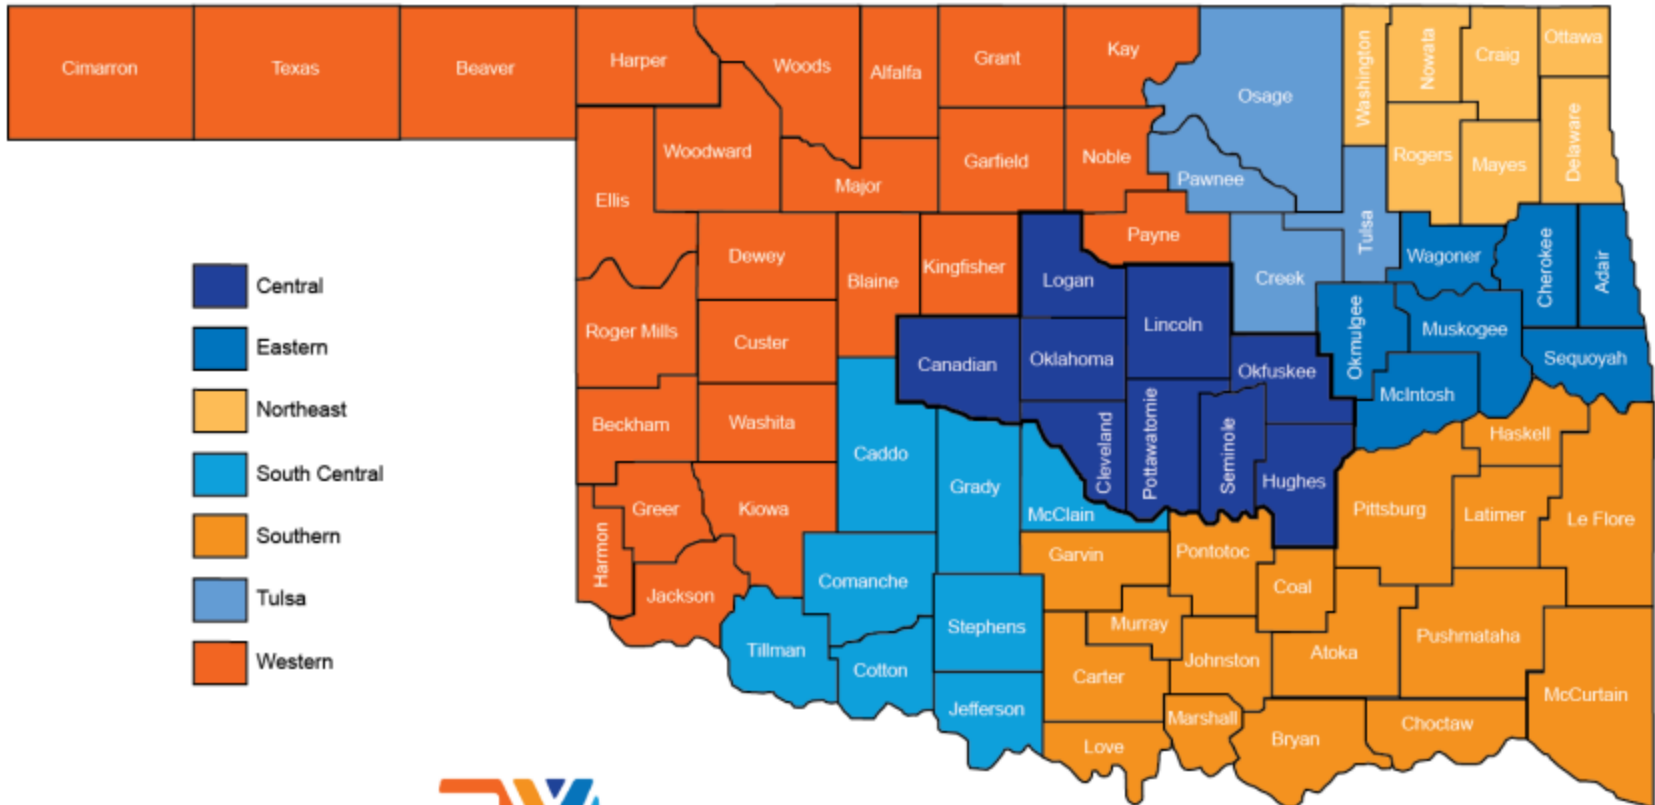 Cimarron
Texas
Beaver
Harper
Woods
Alfalfa
Grant
Kay
Osage
Washington
Nowata
Craig
Ottawa
Woodward
Ellis
Major
Garfield
Noble
Pawnee
Rogers
Mayes
Delaware
Dewey
Blaine
Kingfisher
Logan
Payne
Creek
Tulsa
Wagoner
Cherokee
Adair
Roger Mills
Custer
Canadian
Oklahoma
Lincoln
Okfuskee
Okmulgee
Muskogee
McIntosh
Sequoyah
Beckham
Washita
Caddo
Grady
McClain
Cleveland
Pottawatomie
Seminole
Hughes
Pittsburg
Haskell
Latimer
Le Flore
Harmon
Greer
Kiowa
Jackson
Comanche
Tillman
Cotton
Stephens
Jefferson
Garvin
Pontotoc
Coal
Murray
Johnston
Atoka
Pushmataha
McCurtain
Carter
Love
Marshall
Bryan
Choctaw
Central
Eastern
Northeast
South Central
Southern
Tulsa
Western